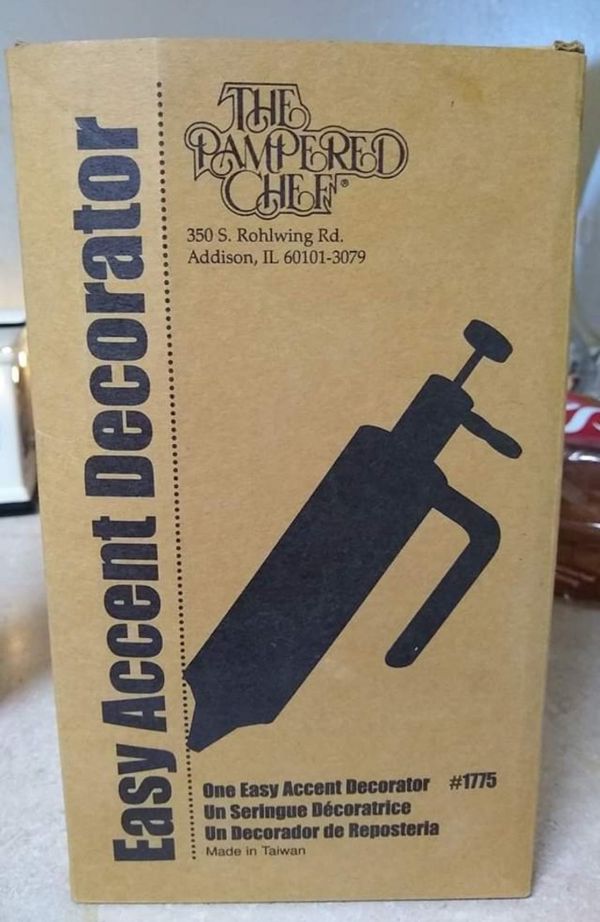 Easy Accent Decorator
THE
PAMPERED
CHEF®
350 S. Rohlwing Rd.
Addison, IL 60101-3079
One Easy Accent Decorator #1775
Un Seringue Décoratrice
Un Decorador de Reposteria
Made in Taiwan